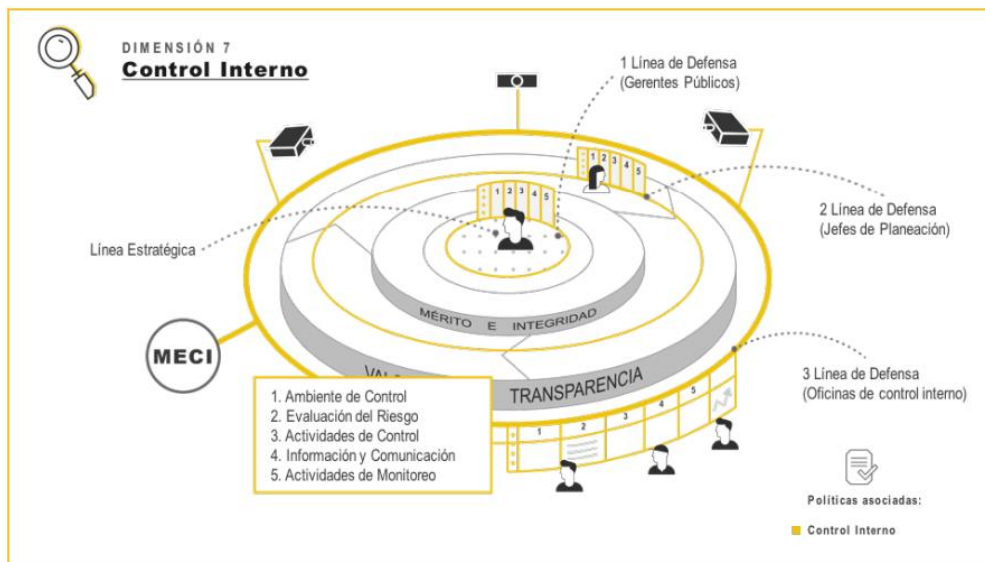 DIMENSIÓN 7
Control Interno
1 Línea de Defensa
(Gerentes Públicos)
2 Línea de Defensa
(Jefes de Planeación)
Línea Estratégica
1 2 3 4 5
1 2 3 4 5
MÉRITO E INTEGRIDAD
MECI
TRANSPARENCIA
3 Línea de Defensa
(Oficinas de control interno)
1. Ambiente de Control
2. Evaluación del Riesgo
3. Actividades de Control
4. Información y Comunicación
5. Actividades de Monitoreo
1 2 3 4 5
Políticas asociadas:
Control Interno